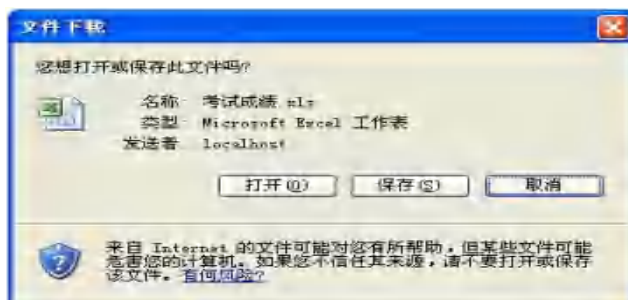 文件下载
您想打开或保存此文件吗?
名称: 考试成绩.xls
类型: Microsoft Excel 工作表
发送者: localhost
打开(O) 保存(S) 取消
来自 Internet 的文件可能对您有所帮助，但某些文件可能
危害您的计算机。如果您不信任其来源，请不要打开或保存
该文件。有何风险?